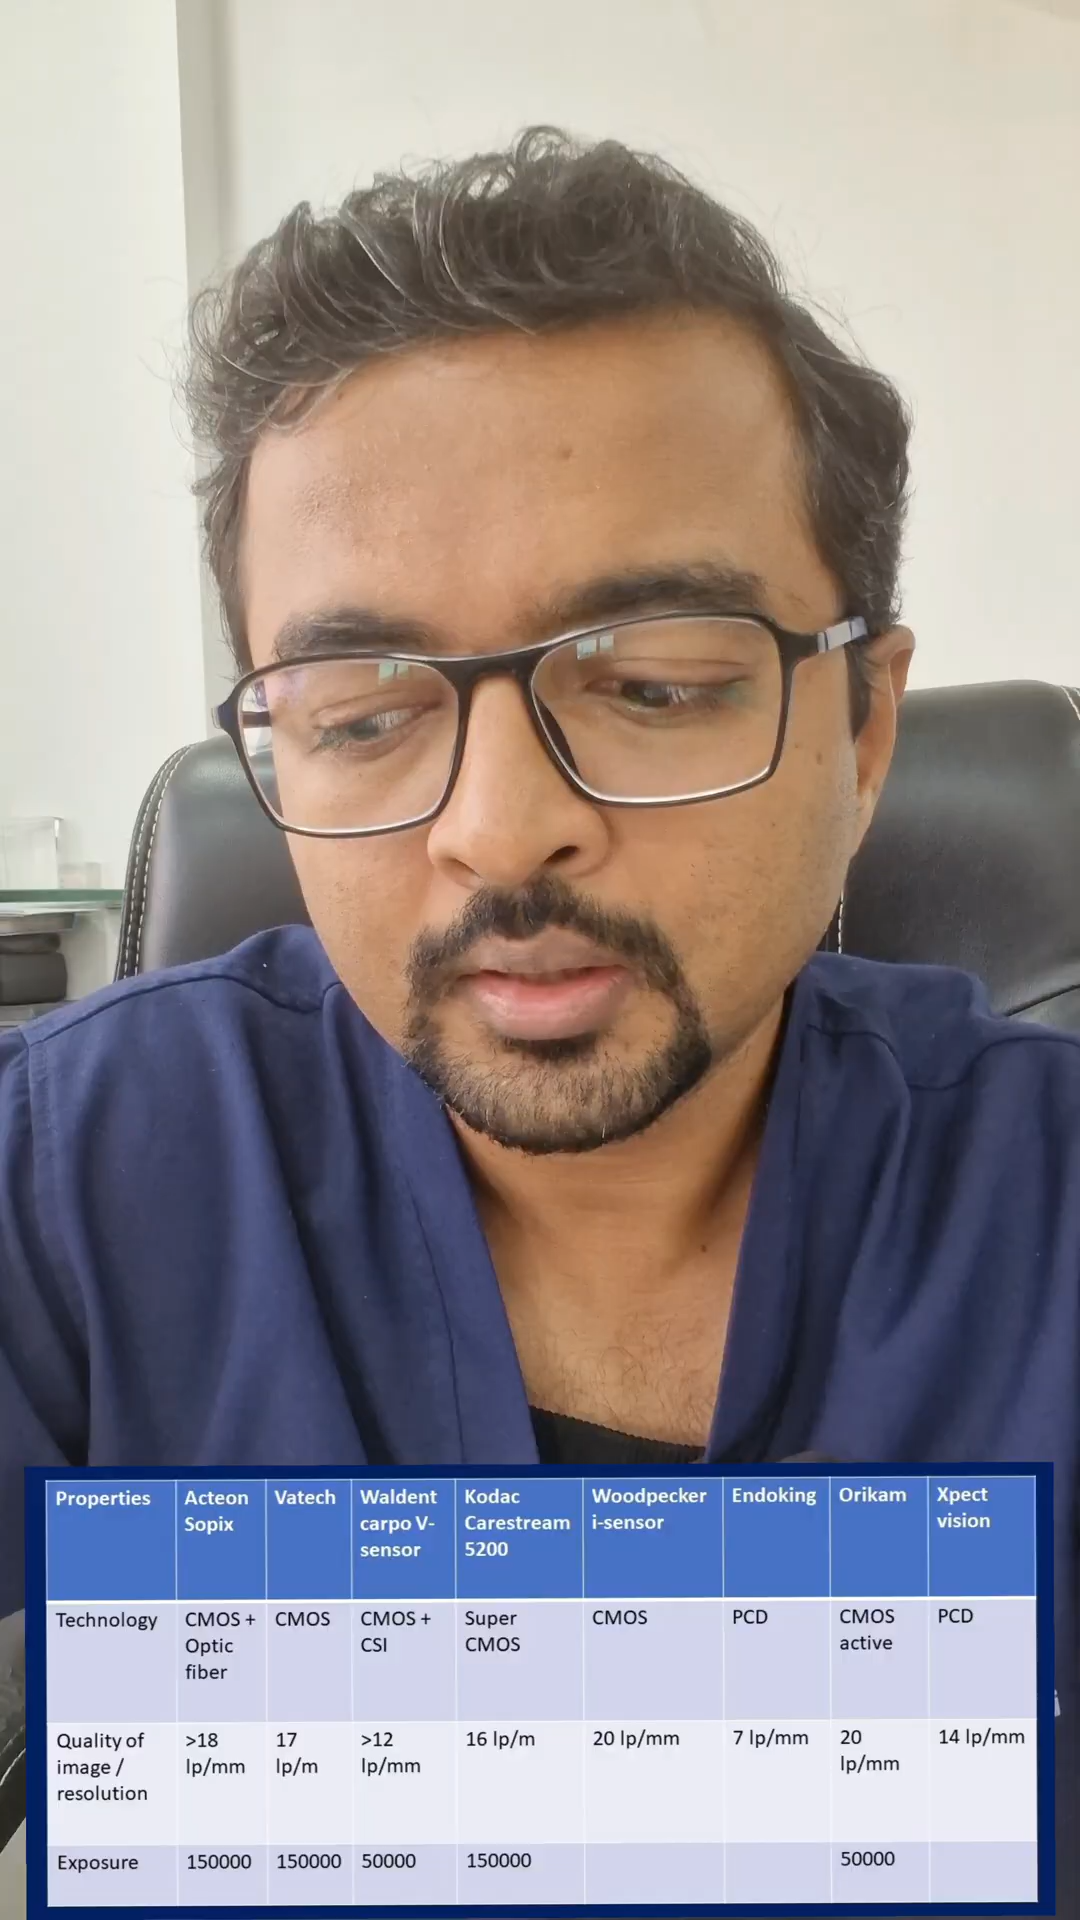 Properties
Acteon Sopix
Vatech
Waldent carpo V-sensor
Kodac Carestream 5200
Woodpecker i-sensor
Endoking
Orikam
Xpect vision
Technology
CMOS + Optic fiber
CMOS
CMOS + CSI
Super CMOS
CMOS
PCD
CMOS active
PCD
Quality of image / resolution
>18 lp/mm
17 lp/m
>12 lp/mm
16 lp/m
20 lp/mm
7 lp/mm
20 lp/mm
14 lp/mm
Exposure
150000
150000
50000
150000
50000